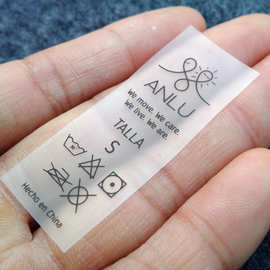 ANLU
We move. We care.
We live. We are.
TALLA
S
Hecho en China